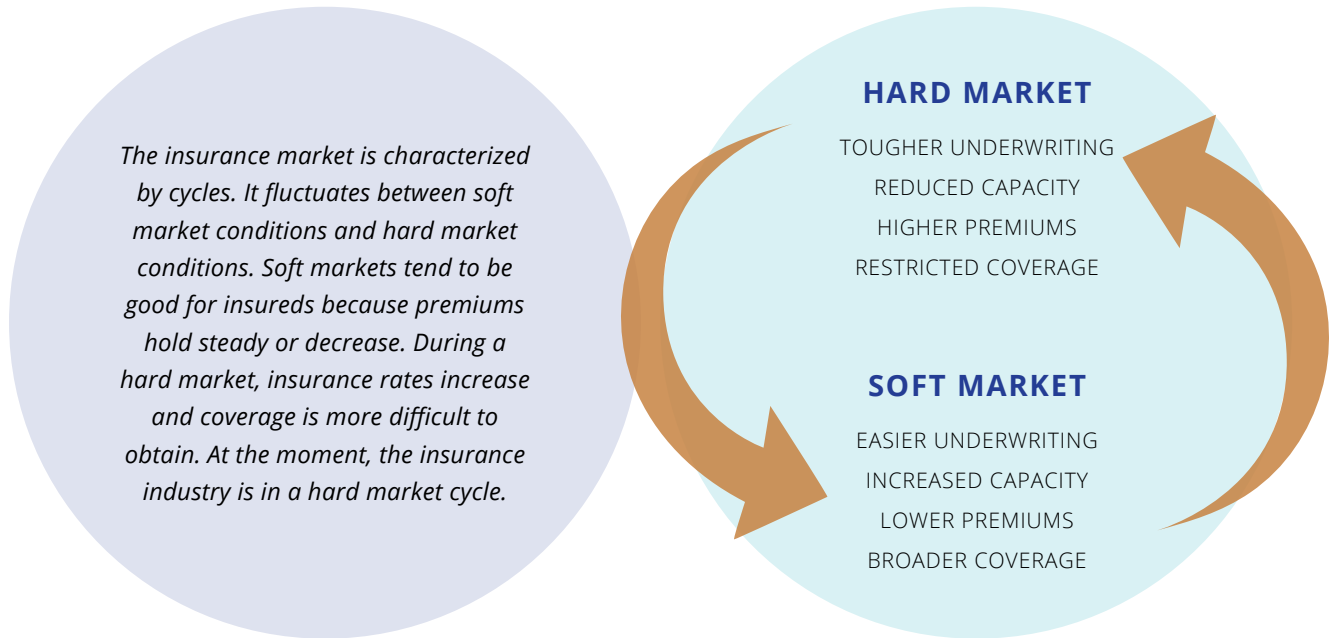 The insurance market is characterized
by cycles. It fluctuates between soft
market conditions and hard market
conditions. Soft markets tend to be
good for insureds because premiums
hold steady or decrease. During a
hard market, insurance rates increase
and coverage is more difficult to
obtain. At the moment, the insurance
industry is in a hard market cycle.
HARD MARKET
TOUGHER UNDERWRITING
REDUCED CAPACITY
HIGHER PREMIUMS
RESTRICTED COVERAGE
SOFT MARKET
EASIER UNDERWRITING
INCREASED CAPACITY
LOWER PREMIUMS
BROADER COVERAGE